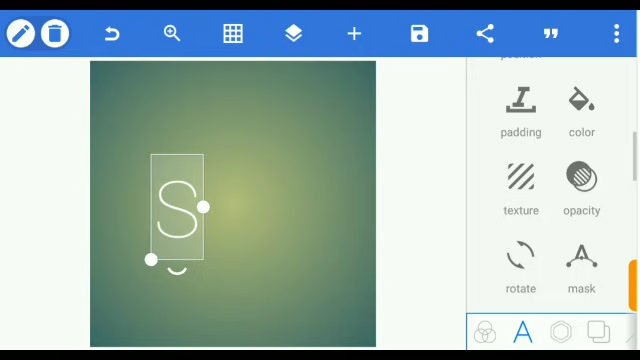 S
padding color
texture opacity
rotate mask
A